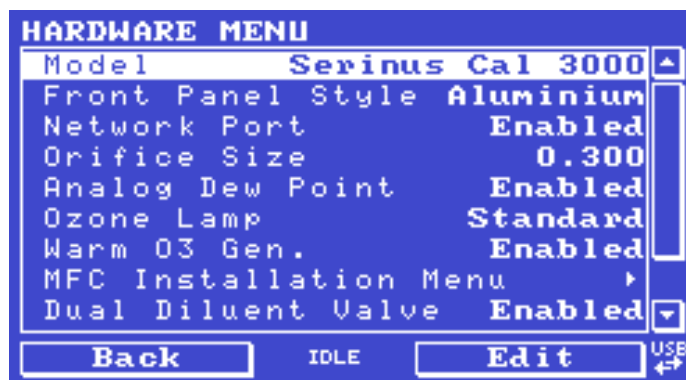 HARDWARE MENU
Model Serinus Cal 3000
Front Panel Style Aluminium
Network Port Enabled
Orifice Size 0.300
Analog Dew Point Enabled
Ozone Lamp Standard
Warm O3 Gen. Enabled
MFC Installation Menu
Dual Diluent Valve Enabled
Back IDLE Edit USB